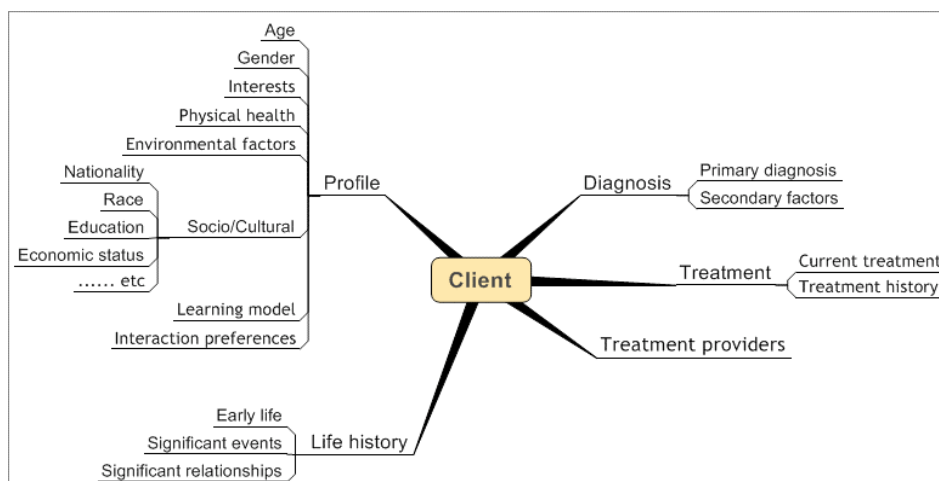 Age
Gender
Interests
Physical health
Environmental factors
Nationality
Race
Education
Economic status
...... etc
Socio/Cultural
Learning model
Interaction preferences
Profile
Early life
Significant events
Significant relationships
Life history
Client
Diagnosis
Primary diagnosis
Secondary factors
Treatment
Current treatment
Treatment history
Treatment providers